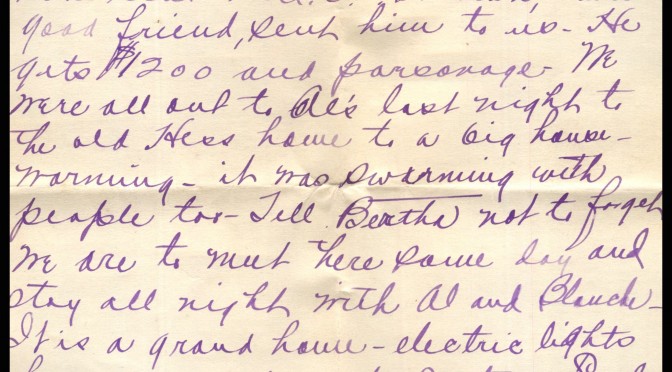 good friend, sent him to us - He
gets $1200 and parsonage - We
were all out to Al's last night to
the old Hess home to a big house-
warming - it was swarming with
people too - Tell Bertha not to forget
we are to meet here some day and
stay all night with Al and Blanche -
It is a grand home - electric lights